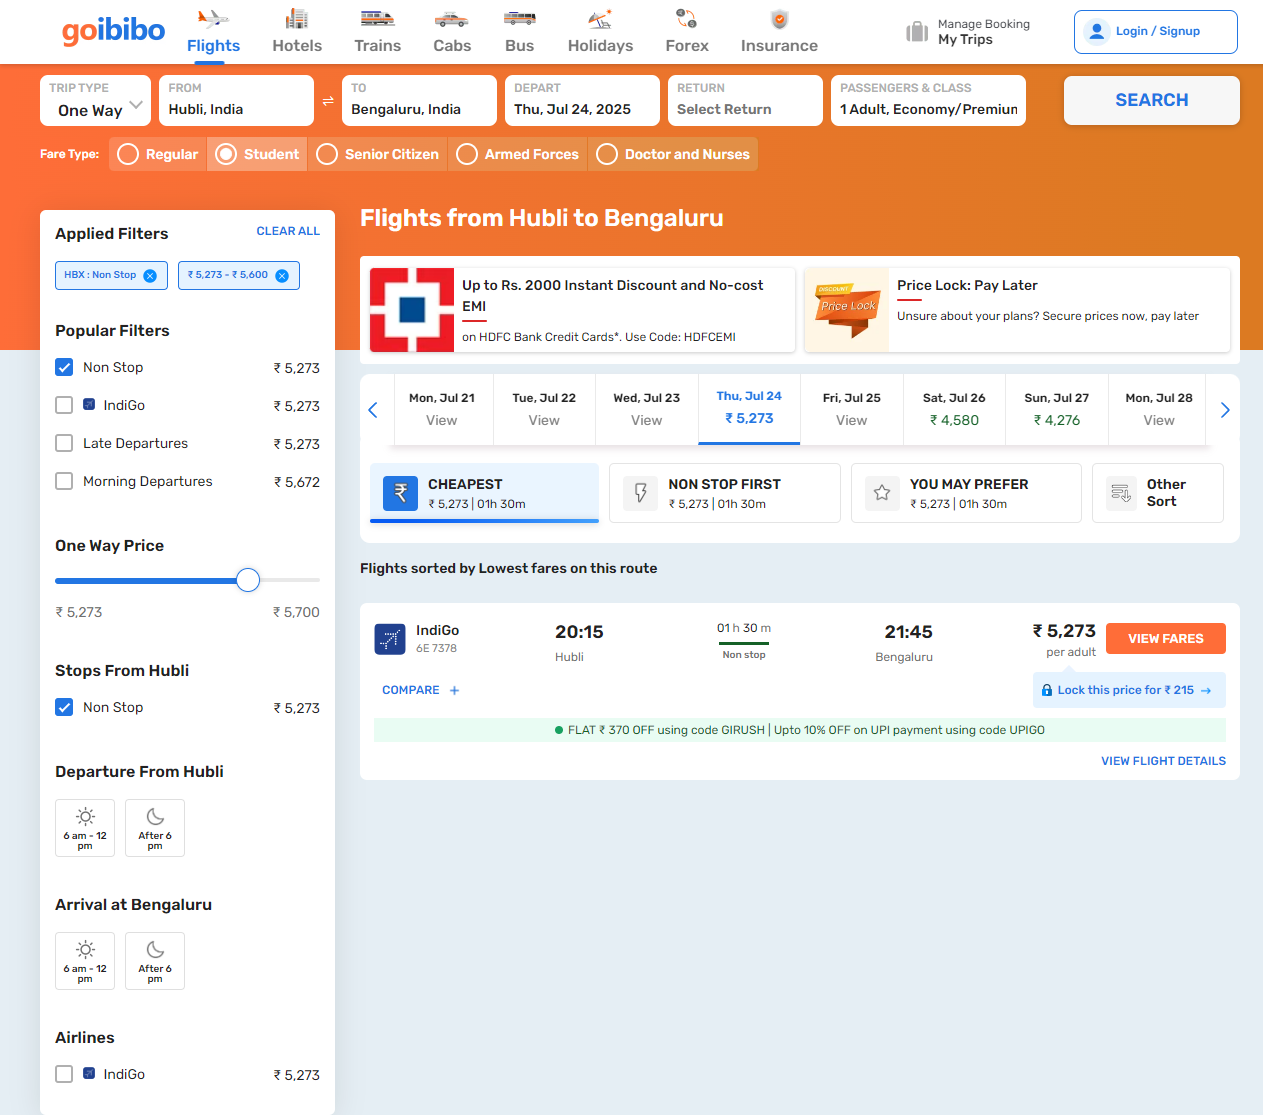 goibibo
Flights
Hotels
Trains
Cabs
Bus
Holidays
Forex
Insurance
Manage Booking
My Trips
Login / Signup
TRIP TYPE
One Way
FROM
Hubli, India
TO
Bengaluru, India
DEPART
Thu, Jul 24, 2025
RETURN
Select Return
PASSENGERS & CLASS
1 Adult, Economy/Premiun
SEARCH
Fare Type:
Regular
Student
Senior Citizen
Armed Forces
Doctor and Nurses
Applied Filters
CLEAR ALL
HBX : Non Stop
₹ 5,273 - ₹ 5,600
Popular Filters
Non Stop
₹ 5,273
IndiGo
₹ 5,273
Late Departures
₹ 5,273
Morning Departures
₹ 5,672
One Way Price
₹ 5,273
₹ 5,700
Stops From Hubli
Non Stop
₹ 5,273
Departure From Hubli
6 am - 12
pm
After 6
pm
Arrival at Bengaluru
6 am - 12
pm
After 6
pm
Airlines
IndiGo
₹ 5,273
Flights from Hubli to Bengaluru
Up to Rs. 2000 Instant Discount and No-cost
EMI
on HDFC Bank Credit Cards*. Use Code: HDFCEMI
DISCOUNT
Price Lock
Price Lock: Pay Later
Unsure about your plans? Secure prices now, pay later
Mon, Jul 21
View
Tue, Jul 22
View
Wed, Jul 23
View
Thu, Jul 24
₹ 5,273
Fri, Jul 25
View
Sat, Jul 26
₹ 4,580
Sun, Jul 27
₹ 4,276
Mon, Jul 28
View
CHEAPEST
₹ 5,273 | 01h 30m
NON STOP FIRST
₹ 5,273 | 01h 30m
YOU MAY PREFER
₹ 5,273 | 01h 30m
Other
Sort
Flights sorted by Lowest fares on this route
IndiGo
6E 7378
20:15
Hubli
01 h 30 m
Non stop
21:45
Bengaluru
₹ 5,273
per adult
VIEW FARES
COMPARE +
Lock this price for ₹ 215 →
FLAT ₹ 370 OFF using code GIRUSH | Upto 10% OFF on UPI payment using code UPIGO
VIEW FLIGHT DETAILS